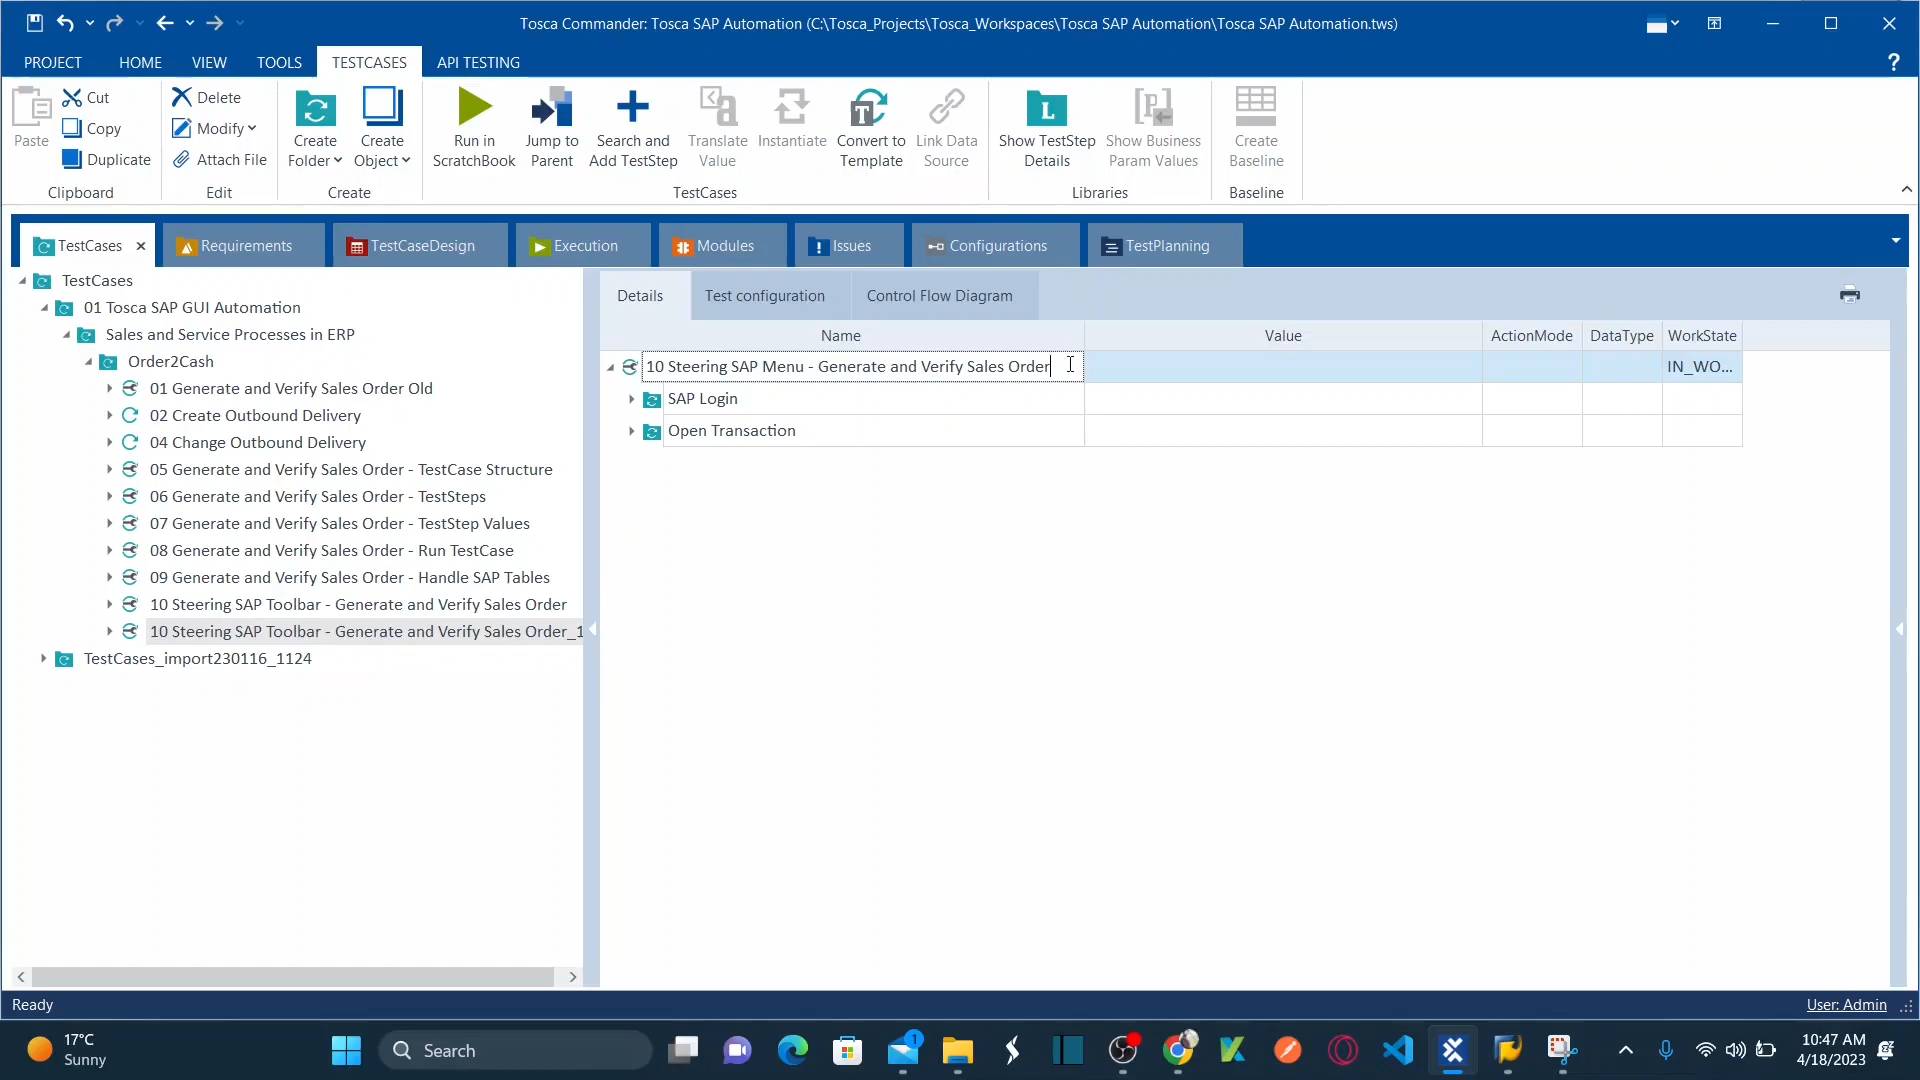 Tosca Commander: Tosca SAP Automation (C:\Tosca_Projects\Tosca_Workspaces\Tosca SAP Automation\Tosca SAP Automation.tws)
PROJECT HOME VIEW TOOLS TESTCASES API TESTING ?
Paste
Cut
Copy
Duplicate
Clipboard
Delete
Modify
Attach File
Edit
Create Folder
Create Object
Create
Run in ScratchBook
Jump to Parent
Search and Add TestStep
Translate Value
Instantiate
Convert to Template
Link Data Source
TestCases
Show TestStep Details
Show Business Param Values
Libraries
Create Baseline
Baseline
TestCases Requirements TestCaseDesign Execution Modules Issues Configurations TestPlanning
TestCases
01 Tosca SAP GUI Automation
Sales and Service Processes in ERP
Order2Cash
01 Generate and Verify Sales Order Old
02 Create Outbound Delivery
04 Change Outbound Delivery
05 Generate and Verify Sales Order - TestCase Structure
06 Generate and Verify Sales Order - TestSteps
07 Generate and Verify Sales Order - TestStep Values
08 Generate and Verify Sales Order - Run TestCase
09 Generate and Verify Sales Order - Handle SAP Tables
10 Steering SAP Toolbar - Generate and Verify Sales Order
10 Steering SAP Toolbar - Generate and Verify Sales Order_1
TestCases_import230116_1124
Details Test configuration Control Flow Diagram
Name Value ActionMode DataType WorkState
10 Steering SAP Menu - Generate and Verify Sales Order IN_WO...
SAP Login
Open Transaction
Ready User: Admin
17°C
Sunny
Search
1
10:47 AM
4/18/2023